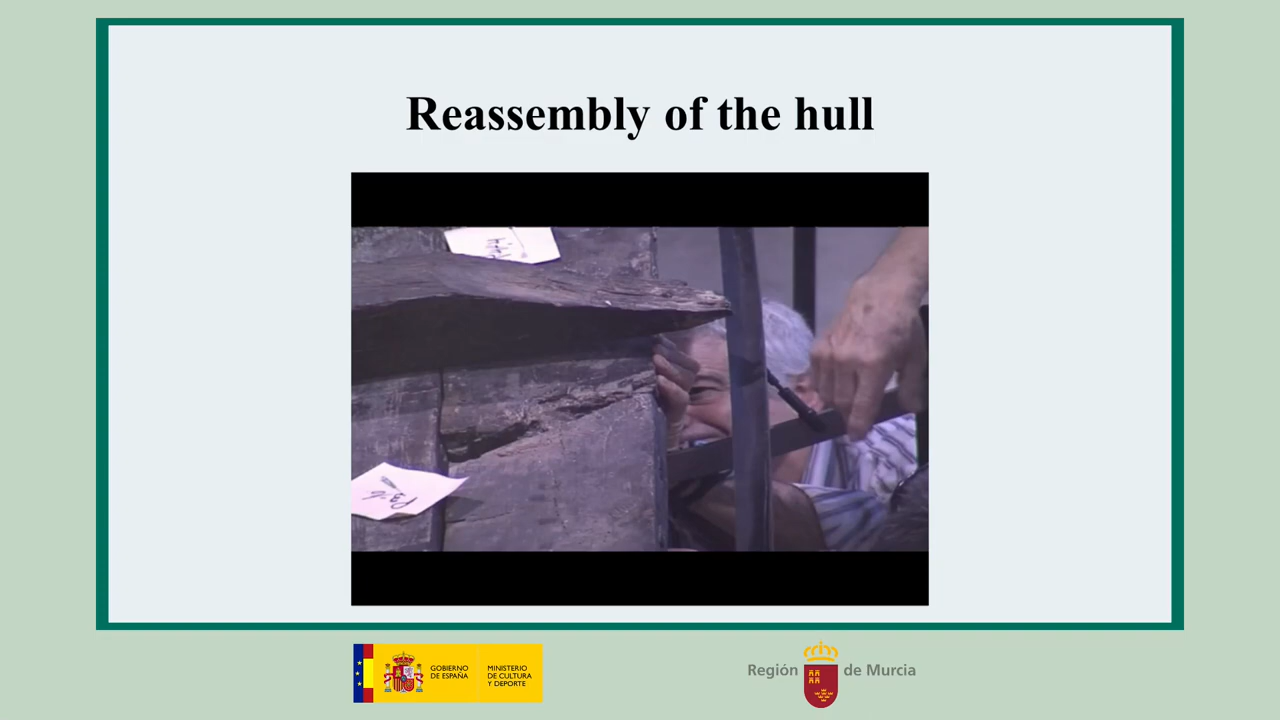 Reassembly of the hull
GOBIERNO
DE ESPAÑA
MINISTERIO
DE CULTURA
Y DEPORTE
Región de Murcia